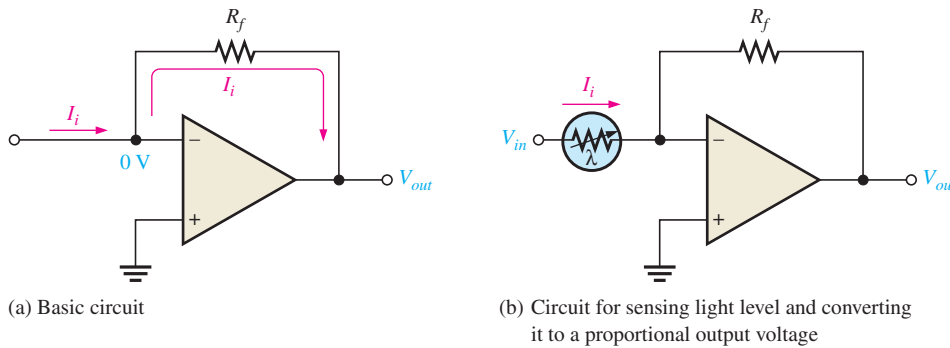 R_f
I_i
I_i
−
0 V
V_out
+
(a) Basic circuit
R_f
I_i
V_in
λ
−
V_ou
+
(b) Circuit for sensing light level and converting
it to a proportional output voltage